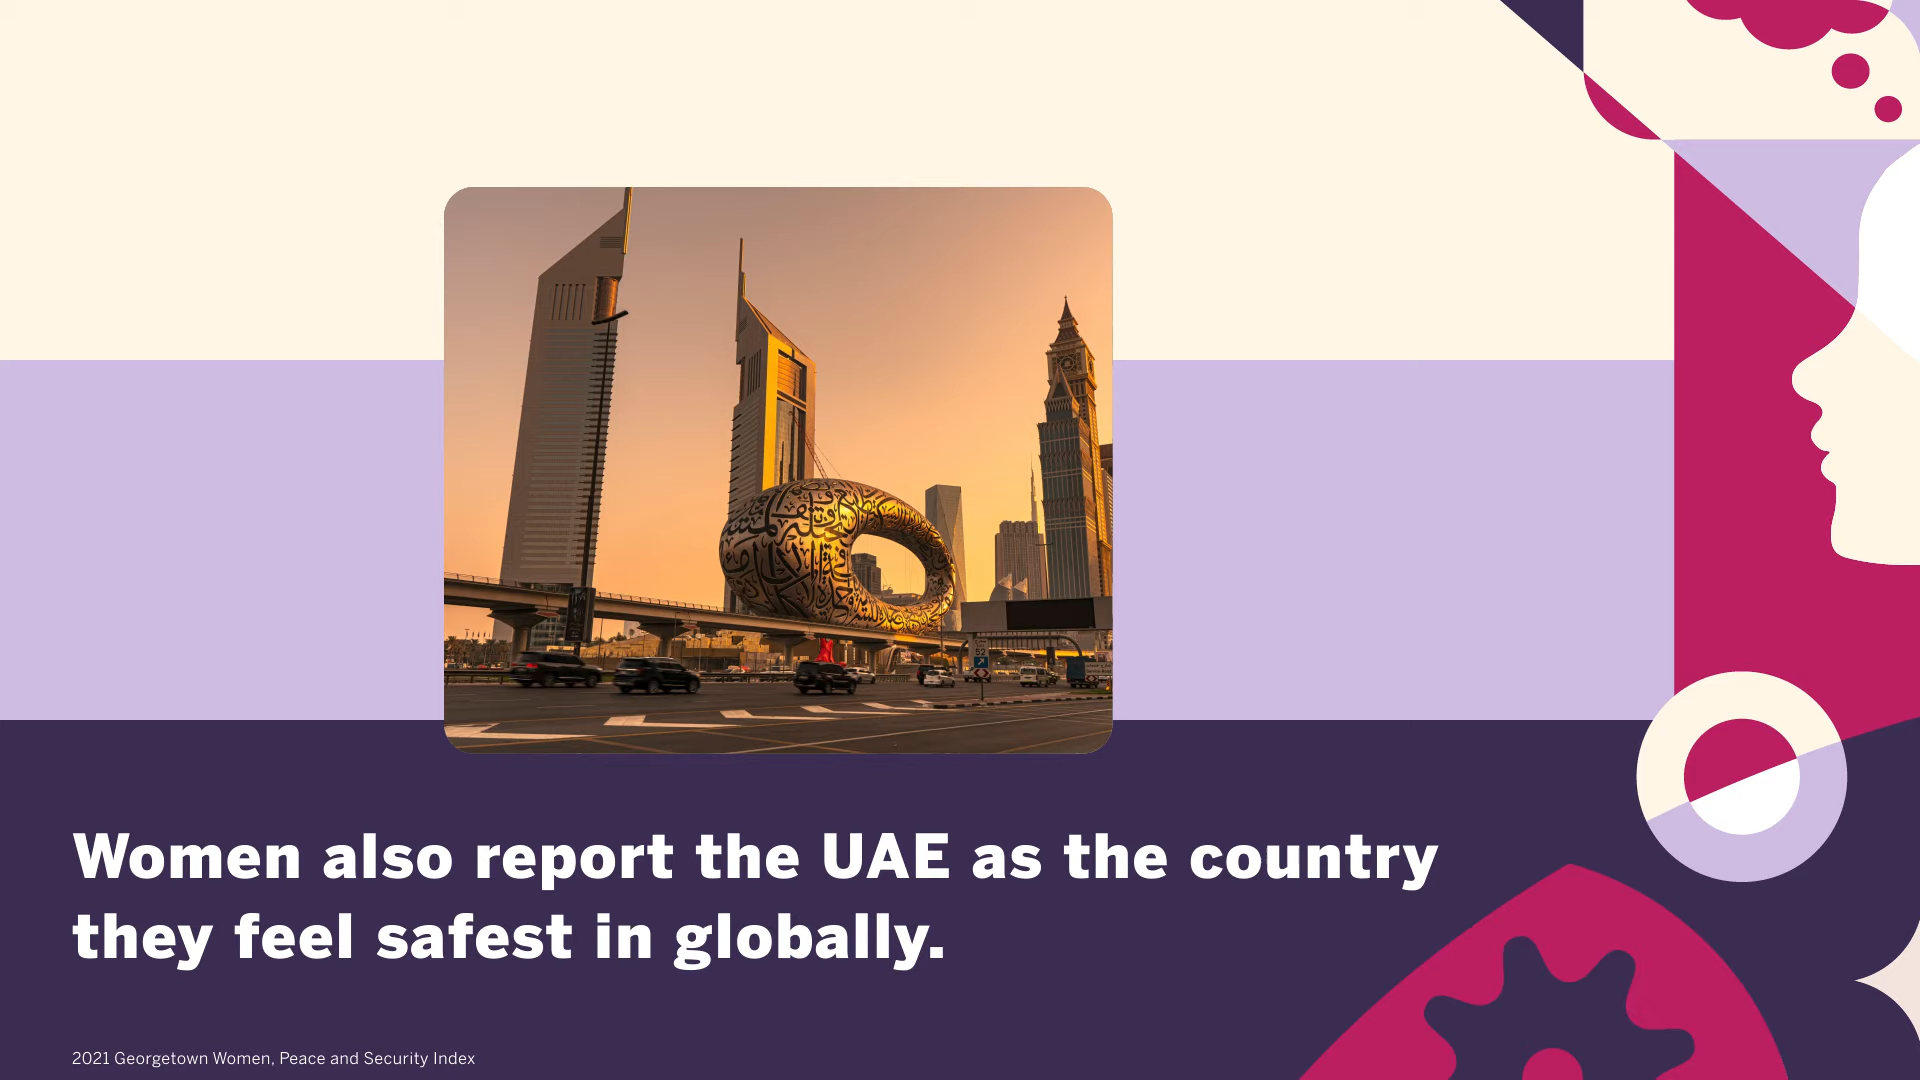 52
Women also report the UAE as the country
they feel safest in globally.
2021 Georgetown Women, Peace and Security Index